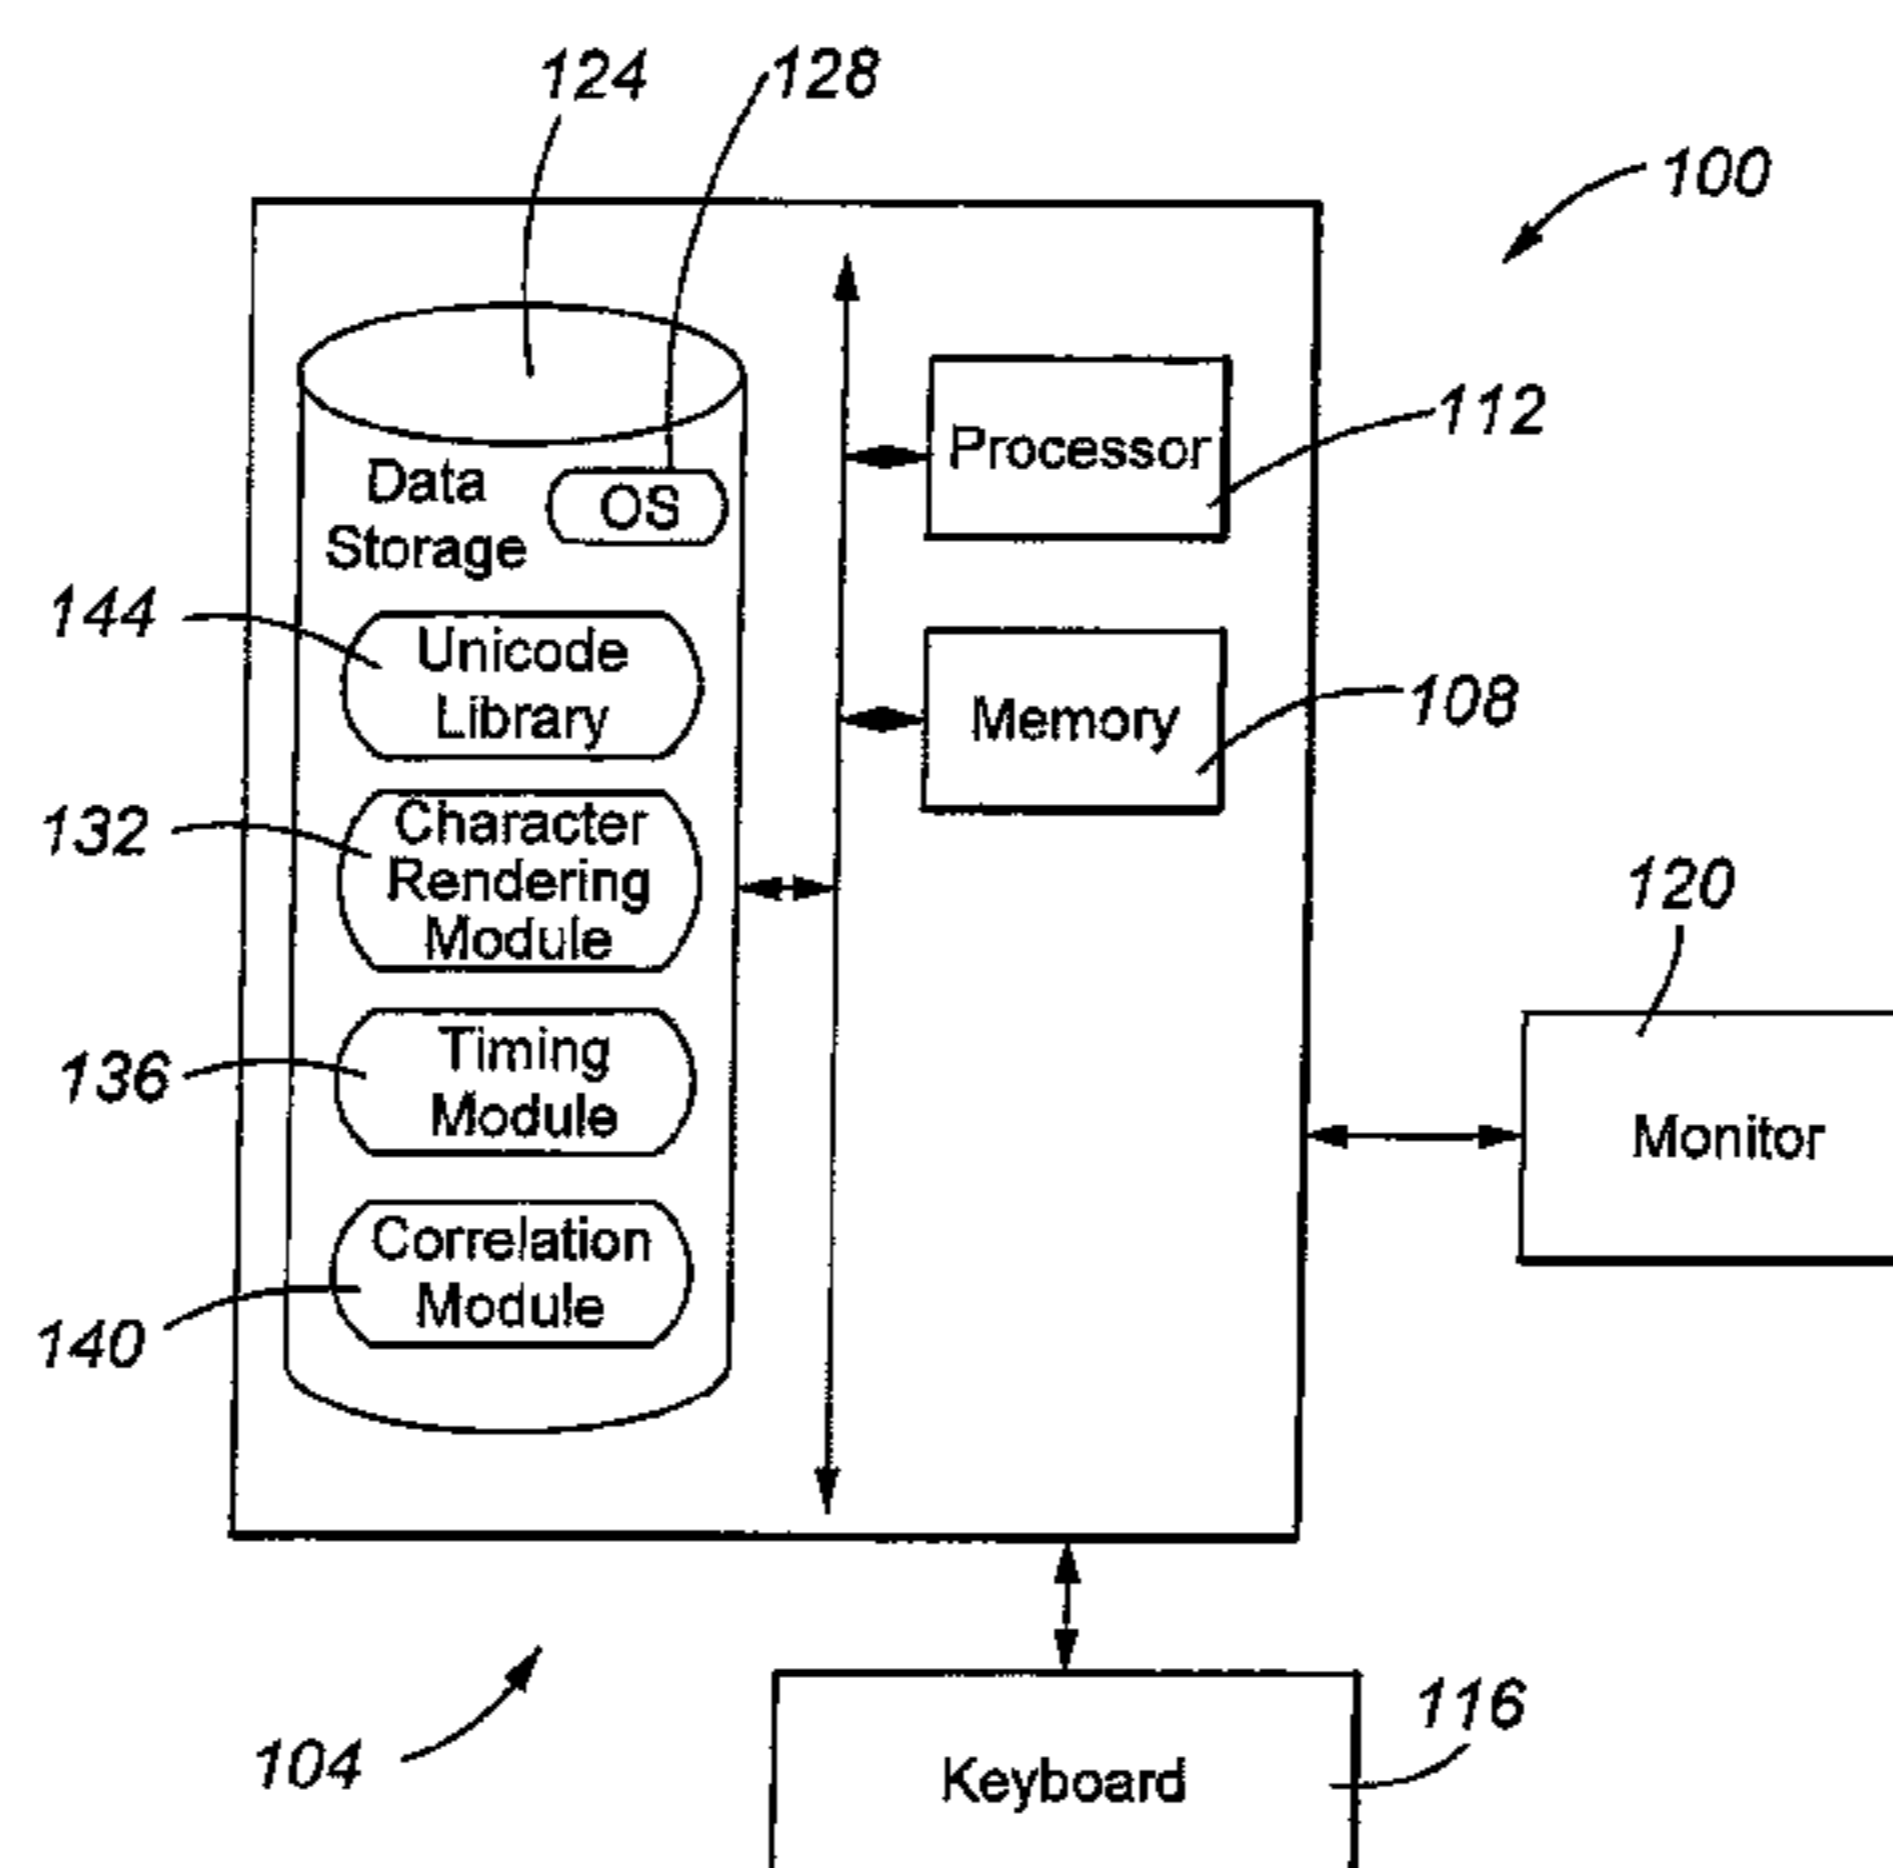 124
128
100
Processor
112
Data
Storage
OS
144
Unicode
Library
Memory
108
132
Character
Rendering
Module
120
136
Timing
Module
Monitor
140
Correlation
Module
104
116
Keyboard